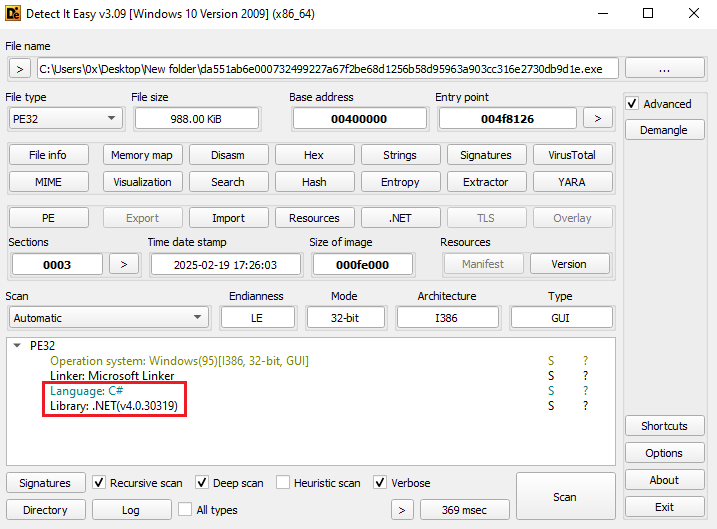 Detect It Easy v3.09 [Windows 10 Version 2009] (x86_64)
File name
> C:\Users\0x\Desktop\New folder\da551ab6e000732499227a67f2be68d1256b58d95963a903cc316e2730db9d1e.exe ...
File type File size Base address Entry point
PE32 988.00 KiB 00400000 004f8126 >
Advanced
Demangle
File info Memory map Disasm Hex Strings Signatures VirusTotal
MIME Visualization Search Hash Entropy Extractor YARA
PE Export Import Resources .NET TLS Overlay
Sections Time date stamp Size of image Resources
0003 > 2025-02-19 17:26:03 000fe000 Manifest Version
Scan Endianness Mode Architecture Type
Automatic LE 32-bit I386 GUI
PE32
Operation system: Windows(95)[I386, 32-bit, GUI] S ?
Linker: Microsoft Linker S ?
Language: C# S ?
Library: .NET(v4.0.30319) S ?
Shortcuts
Options
About
Exit
Signatures Recursive scan Deep scan Heuristic scan Verbose
Directory Log All types > 369 msec Scan